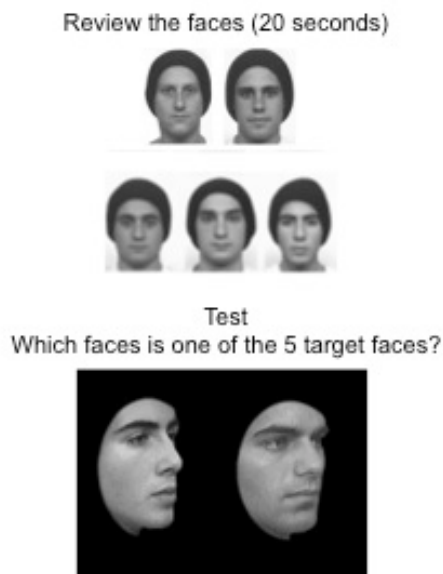 Review the faces (20 seconds)
Test
Which faces is one of the 5 target faces?